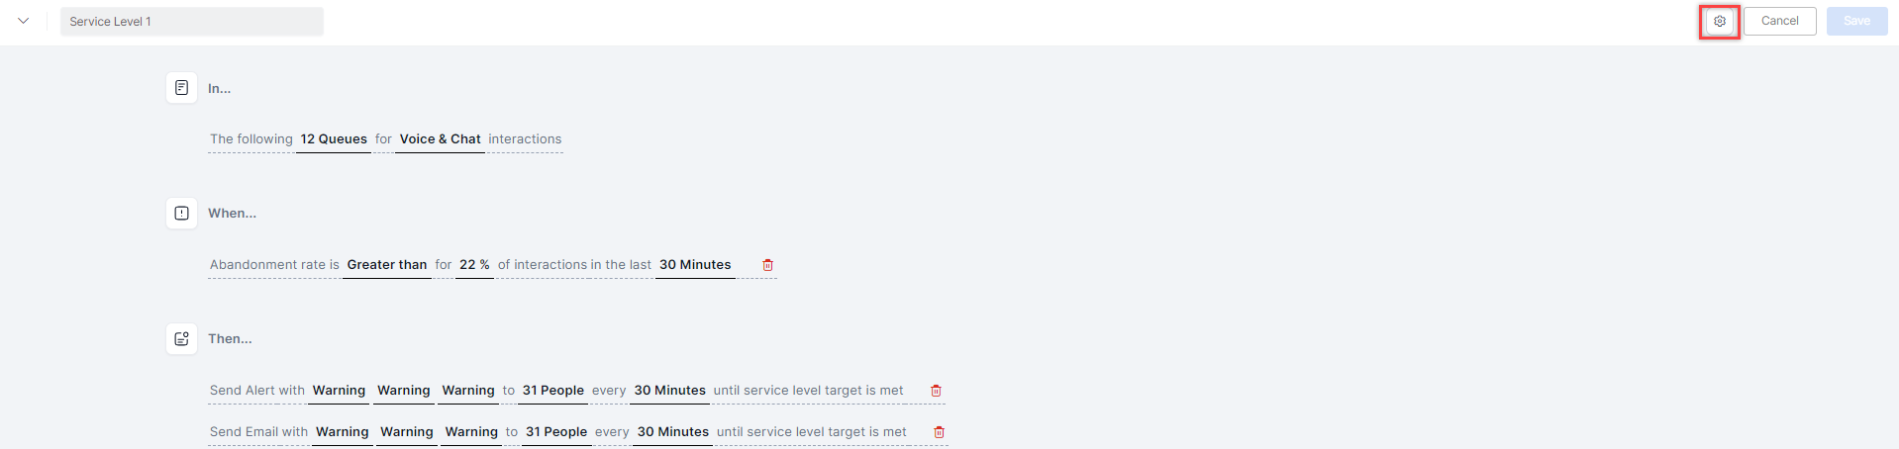 Service Level 1 Cancel Save
In...
The following 12 Queues for Voice & Chat interactions
When...
Abandonment rate is Greater than for 22 % of interactions in the last 30 Minutes
Then...
Send Alert with Warning Warning Warning to 31 People every 30 Minutes until service level target is met
Send Email with Warning Warning Warning to 31 People every 30 Minutes until service level target is met